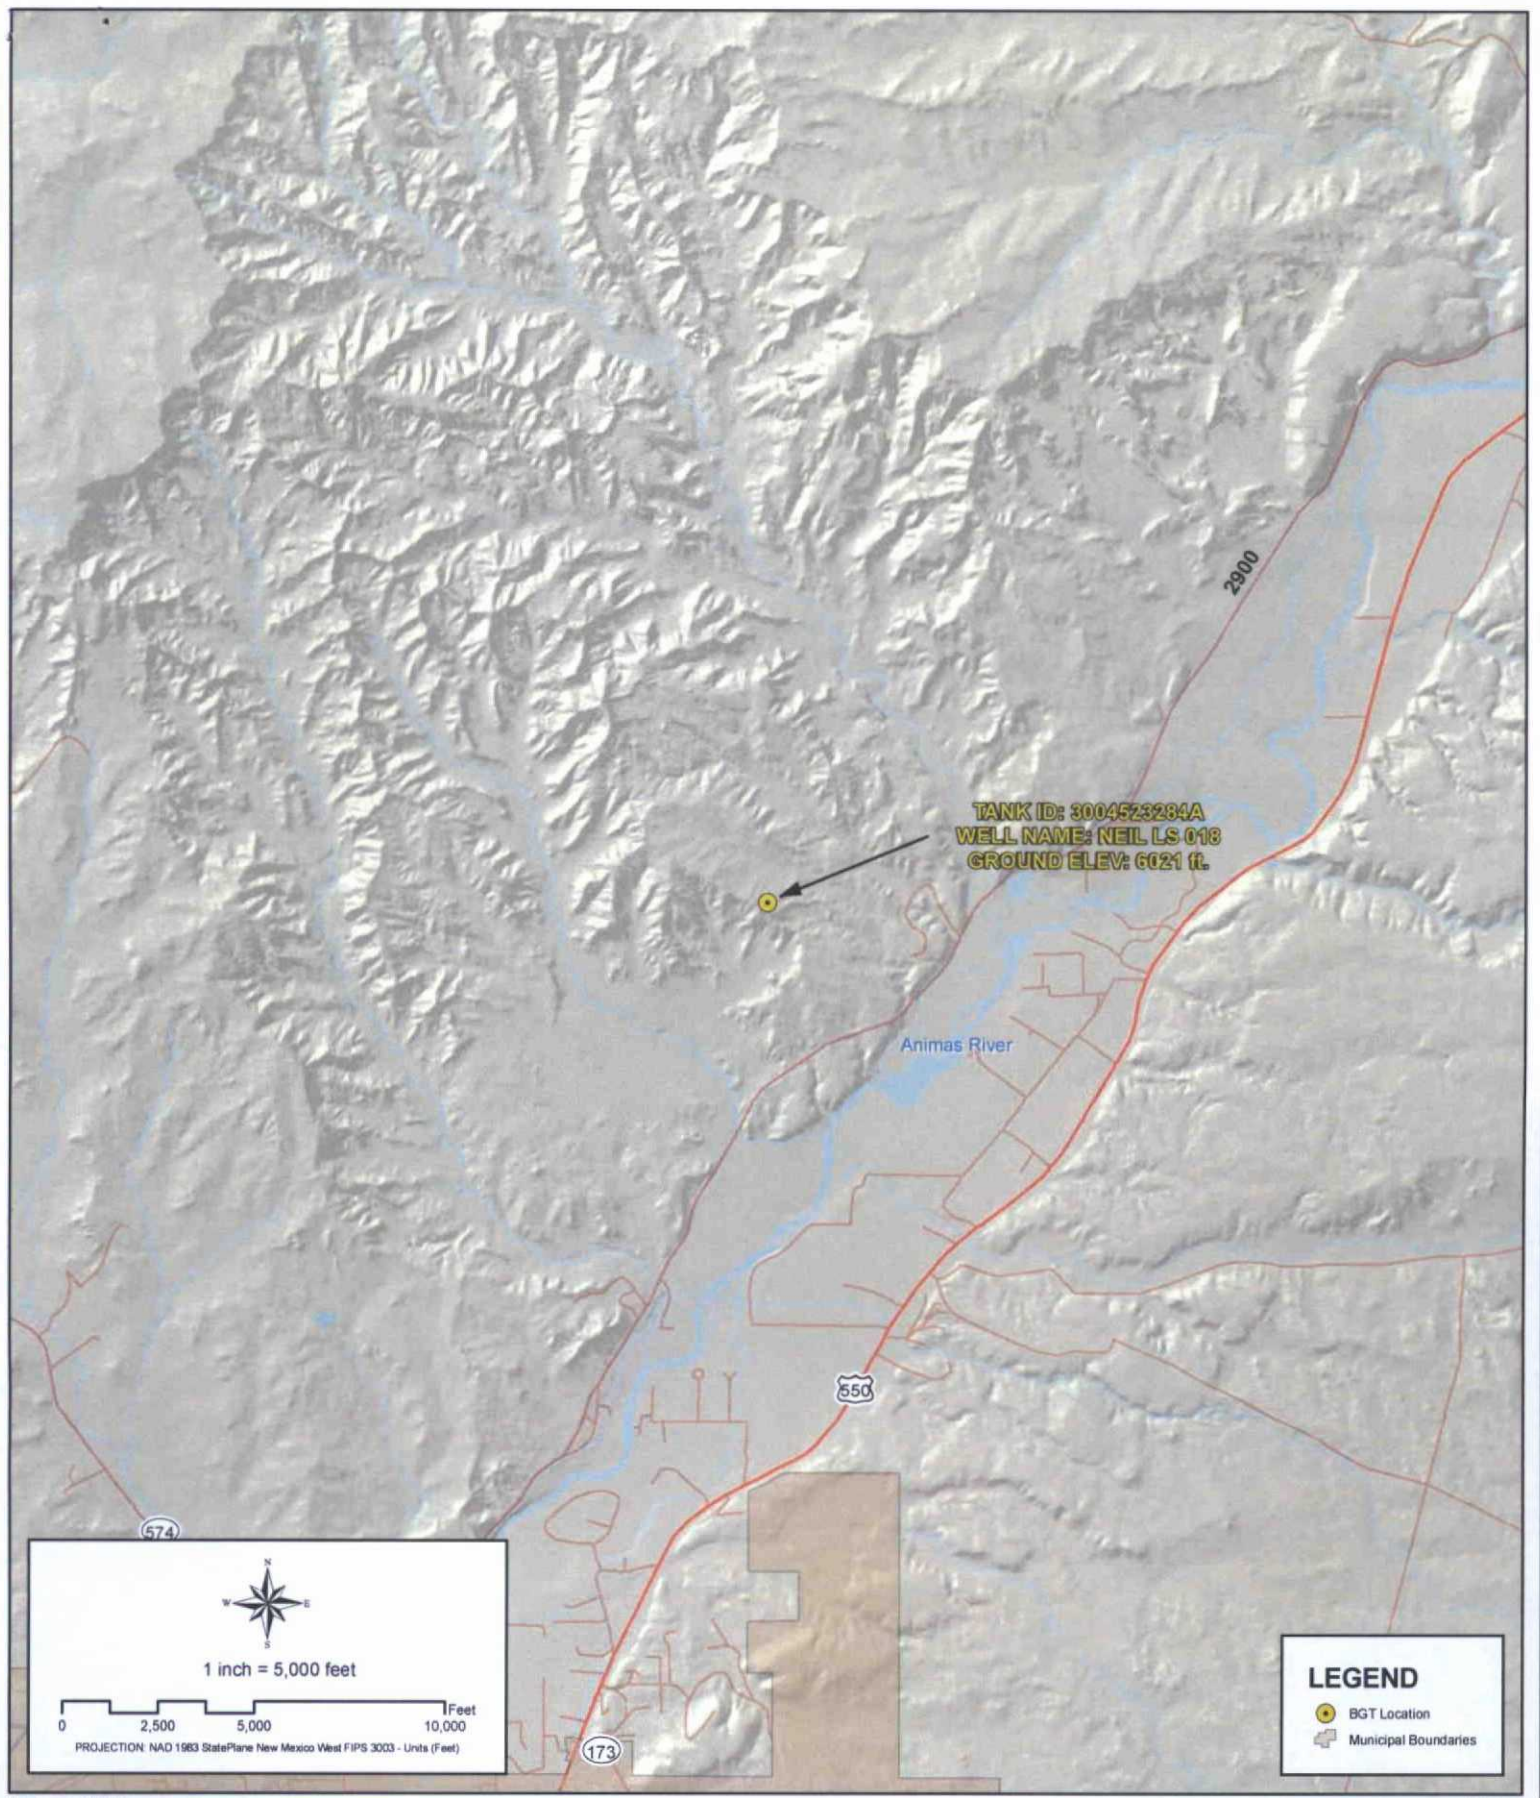 2900
TANK ID: 3004523284A
WELL NAME: NEIL LS 018
GROUND ELEV: 6021 ft.
Animas River
550
574
N
W E
S
1 inch = 5,000 feet
Feet
0 2,500 5,000 10,000
PROJECTION: NAD 1983 StatePlane New Mexico West FIPS 3003 - Units (Feet)
173
LEGEND
BGT Location
Municipal Boundaries